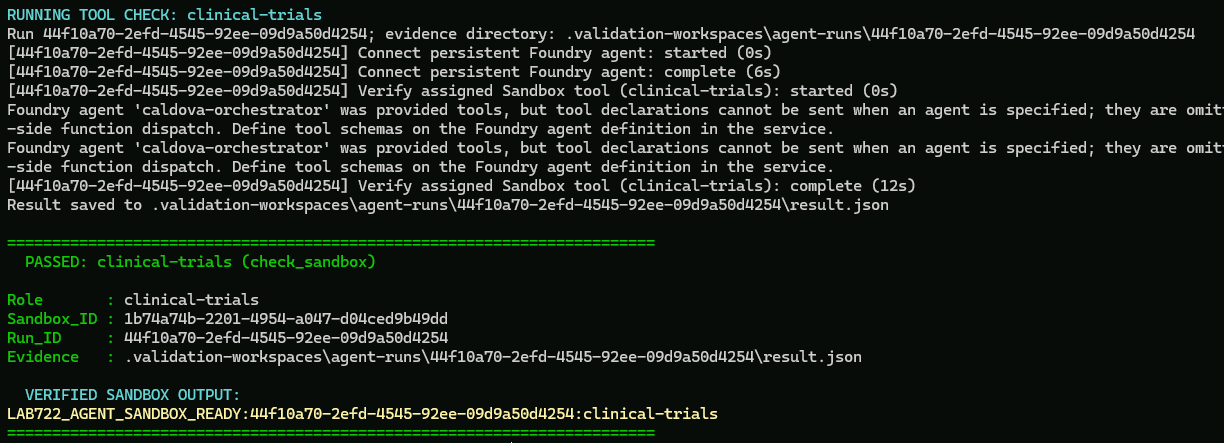 RUNNING TOOL CHECK: clinical-trials
Run 44f10a70-2efd-4545-92ee-09d9a50d4254; evidence directory: .validation-workspaces\agent-runs\44f10a70-2efd-4545-92ee-09d9a50d4254
[44f10a70-2efd-4545-92ee-09d9a50d4254] Connect persistent Foundry agent: started (0s)
[44f10a70-2efd-4545-92ee-09d9a50d4254] Connect persistent Foundry agent: complete (6s)
[44f10a70-2efd-4545-92ee-09d9a50d4254] Verify assigned Sandbox tool (clinical-trials): started (0s)
Foundry agent 'caldova-orchestrator' was provided tools, but tool declarations cannot be sent when an agent is specified; they are omit
-side function dispatch. Define tool schemas on the Foundry agent definition in the service.
Foundry agent 'caldova-orchestrator' was provided tools, but tool declarations cannot be sent when an agent is specified; they are omit
-side function dispatch. Define tool schemas on the Foundry agent definition in the service.
[44f10a70-2efd-4545-92ee-09d9a50d4254] Verify assigned Sandbox tool (clinical-trials): complete (12s)
Result saved to .validation-workspaces\agent-runs\44f10a70-2efd-4545-92ee-09d9a50d4254\result.json
========================================================================
PASSED: clinical-trials (check_sandbox)
Role       : clinical-trials
Sandbox_ID : 1b74a74b-2201-4954-a047-d04ced9b49dd
Run_ID     : 44f10a70-2efd-4545-92ee-09d9a50d4254
Evidence   : .validation-workspaces\agent-runs\44f10a70-2efd-4545-92ee-09d9a50d4254\result.json
VERIFIED SANDBOX OUTPUT:
LAB722_AGENT_SANDBOX_READY:44f10a70-2efd-4545-92ee-09d9a50d4254:clinical-trials
========================================================================